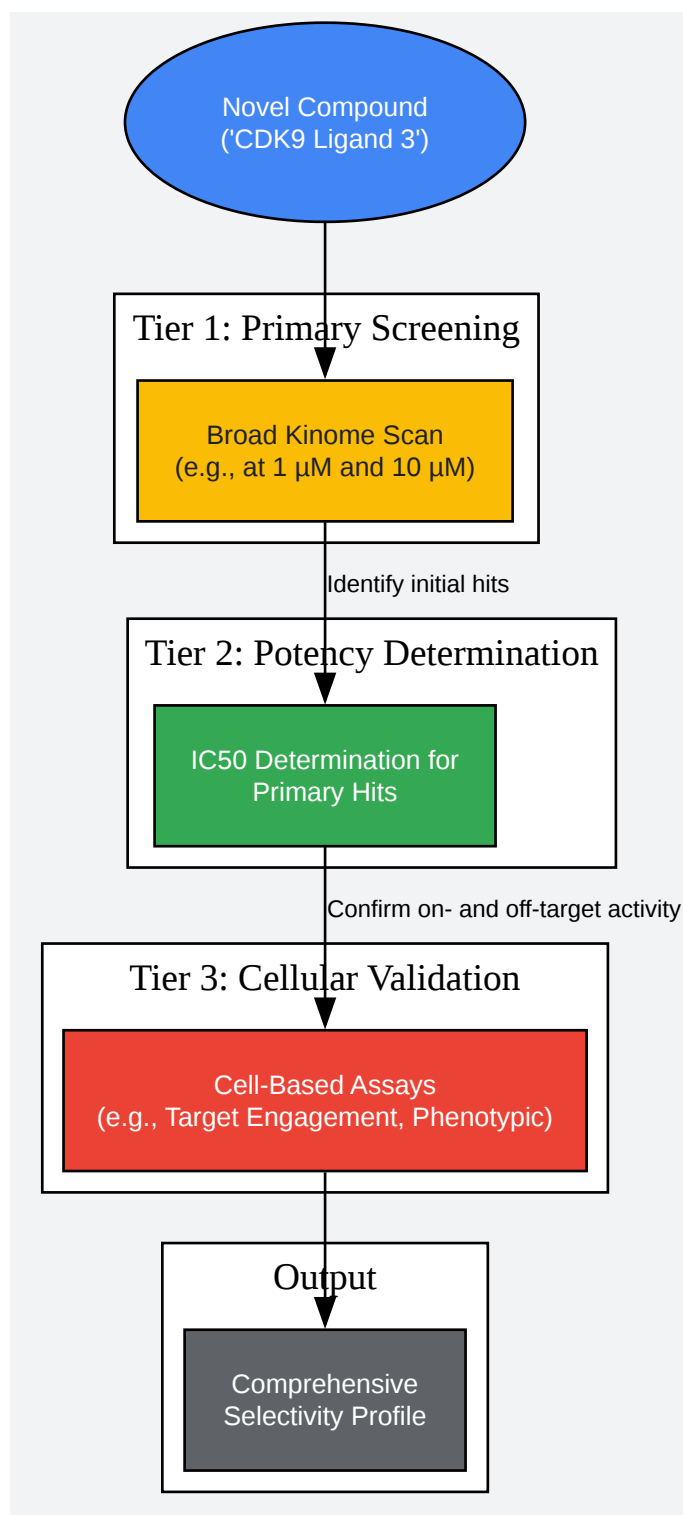 Novel Compound
('CDK9 Ligand 3')
Tier 1: Primary Screening
Broad Kinome Scan
(e.g., at 1 µM and 10 µM)
Identify initial hits
Tier 2: Potency Determination
IC50 Determination for
Primary Hits
Confirm on- and off-target activity
Tier 3: Cellular Validation
Cell-Based Assays
(e.g., Target Engagement, Phenotypic)
Output
Comprehensive
Selectivity Profile